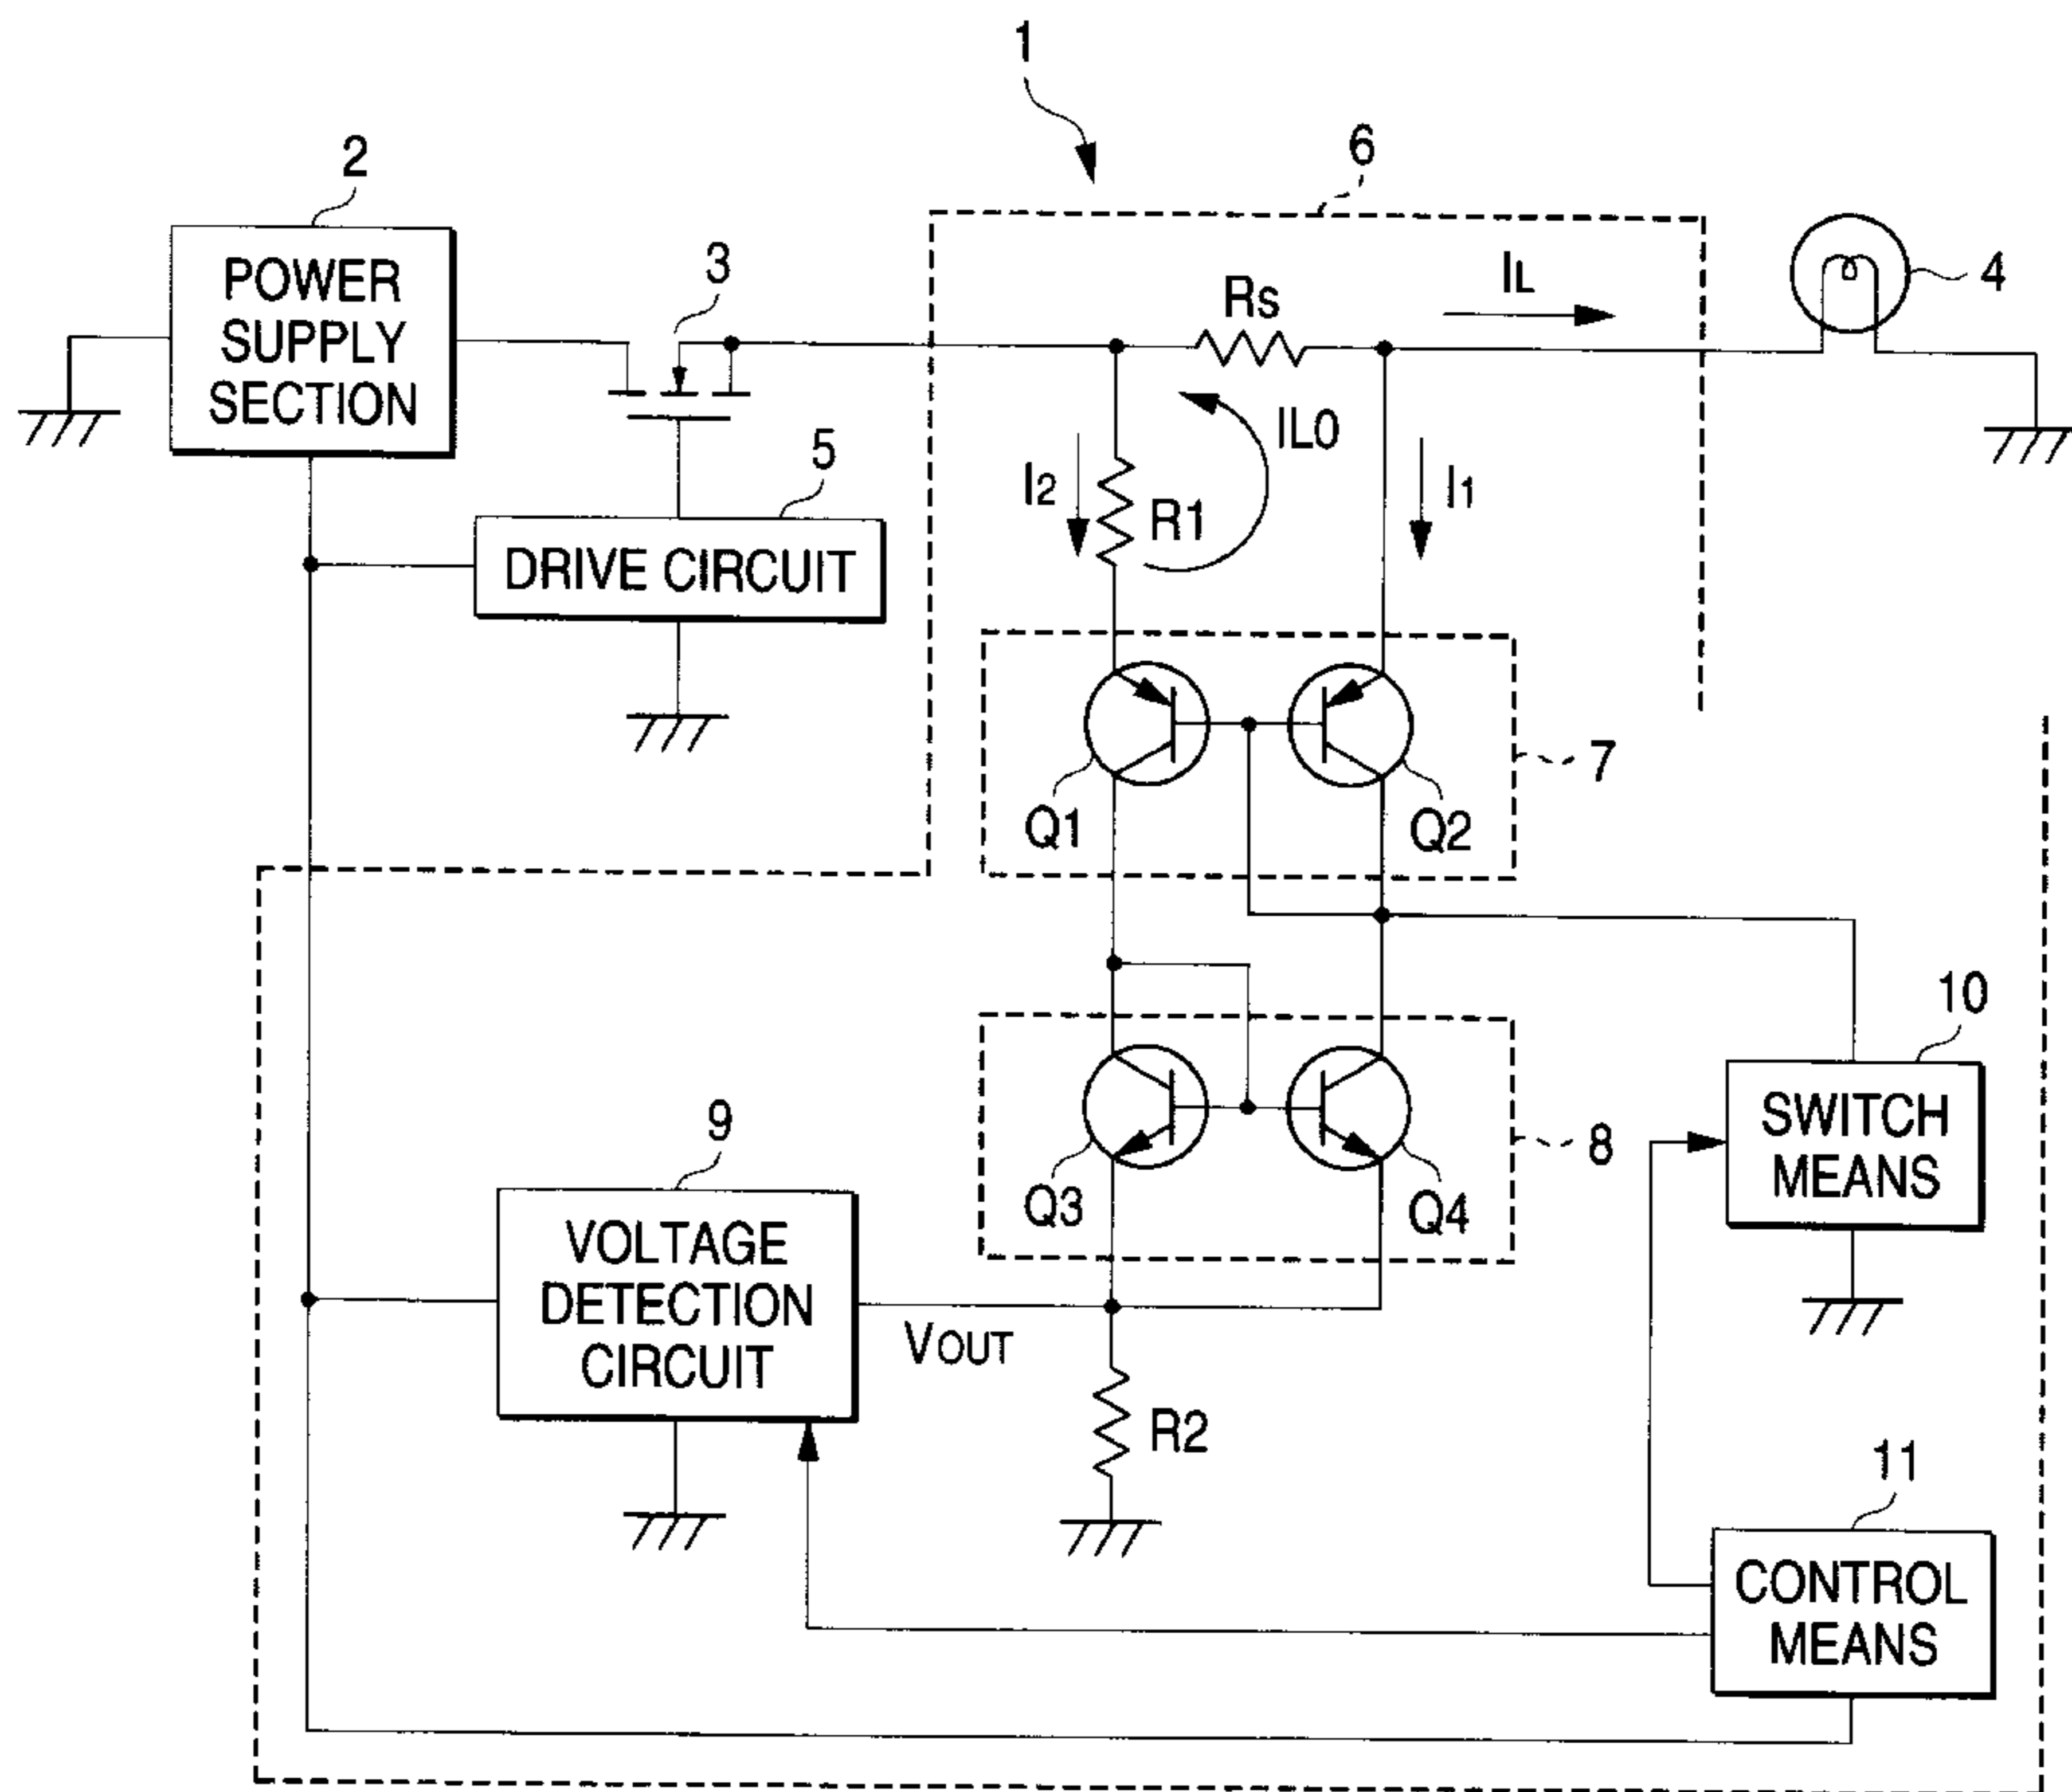 1
2
6
POWER
SUPPLY
SECTION
3
Rs
IL
4
5
IL0
I2
R1
I1
DRIVE CIRCUIT
7
Q1
Q2
10
9
SWITCH
MEANS
8
Q3
Q4
VOLTAGE
DETECTION
CIRCUIT
VOUT
R2
11
CONTROL
MEANS